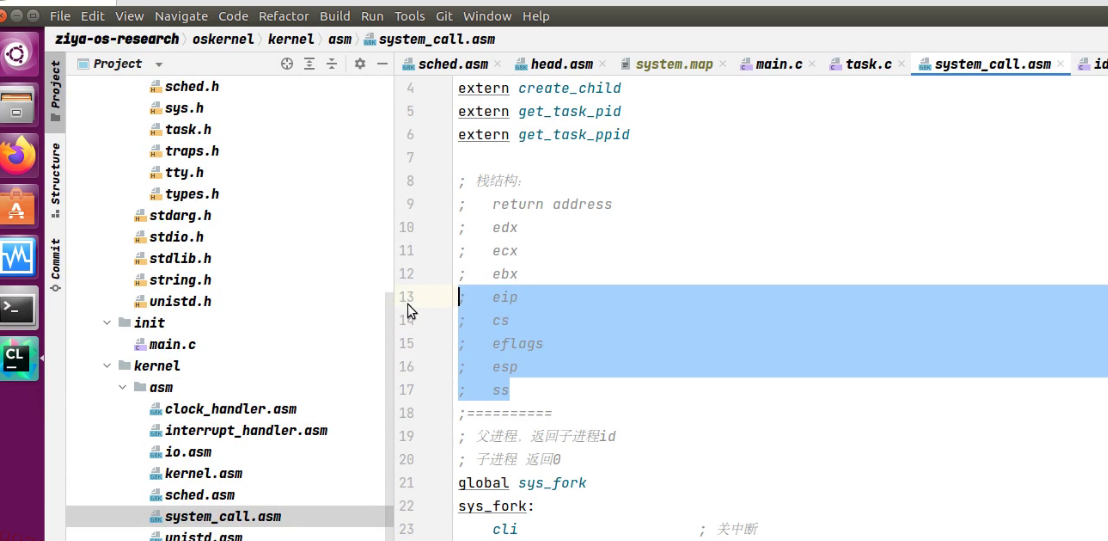 File Edit View Navigate Code Refactor Build Run Tools Git Window Help
ziya-os-research oskernel kernel asm system_call.asm
Project
sched.asm head.asm system.map main.c task.c system_call.asm
Project
Structure
Commit
sched.h
sys.h
task.h
traps.h
tty.h
types.h
stdarg.h
stdio.h
stdlib.h
string.h
unistd.h
init
main.c
kernel
asm
clock_handler.asm
interrupt_handler.asm
io.asm
kernel.asm
sched.asm
system_call.asm
unistd.asm
4 extern create_child
5 extern get_task_pid
6 extern get_task_ppid
7
8 ; 栈结构：
9 ; return address
10 ; edx
11 ; ecx
12 ; ebx
13 ; eip
14 ; cs
15 ; eflags
16 ; esp
17 ; ss
18 ;==========
19 ; 父进程，返回子进程id
20 ; 子进程 返回0
21 global sys_fork
22 sys_fork:
23 cli ; 关中断